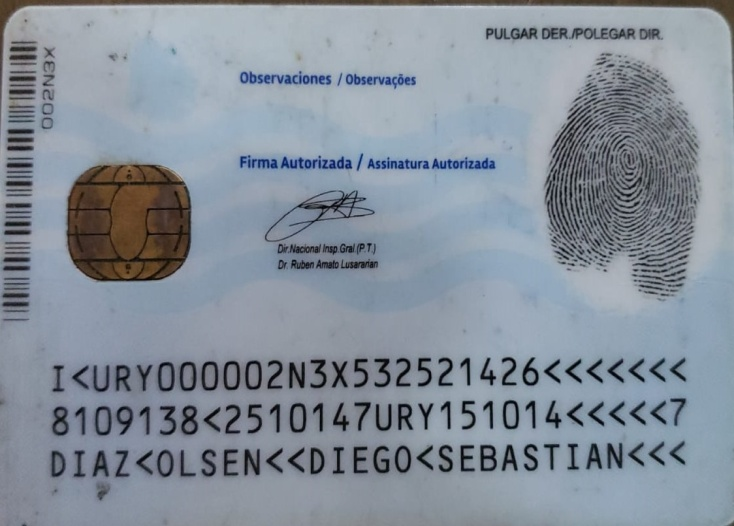 PULGAR DER./POLEGAR DIR.
002N3X
Observaciones / Observações
Firma Autorizada / Assinatura Autorizada
Dir.Nacional Insp.Gral.(P.T.)
Dr. Ruben Amato Lusararian
I<URY000002N3X532521426<<<<<<<
8109138<2510147URY151014<<<<<7
DIAZ<OLSEN<<DIEGO<SEBASTIAN<<<